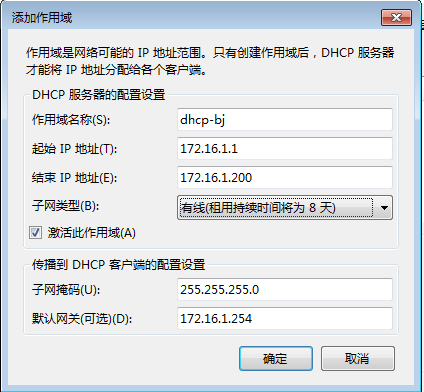 添加作用域
作用域是网络可能的 IP 地址范围。只有创建作用域后，DHCP 服务器
才能将 IP 地址分配给各个客户端。
DHCP 服务器的配置设置
作用域名称(S): dhcp-bj
起始 IP 地址(T): 172.16.1.1
结束 IP 地址(E): 172.16.1.200
子网类型(B): 有线(租用持续时间将为 8 天)
激活此作用域(A)
传播到 DHCP 客户端的配置设置
子网掩码(U): 255.255.255.0
默认网关(可选)(D): 172.16.1.254
确定 取消